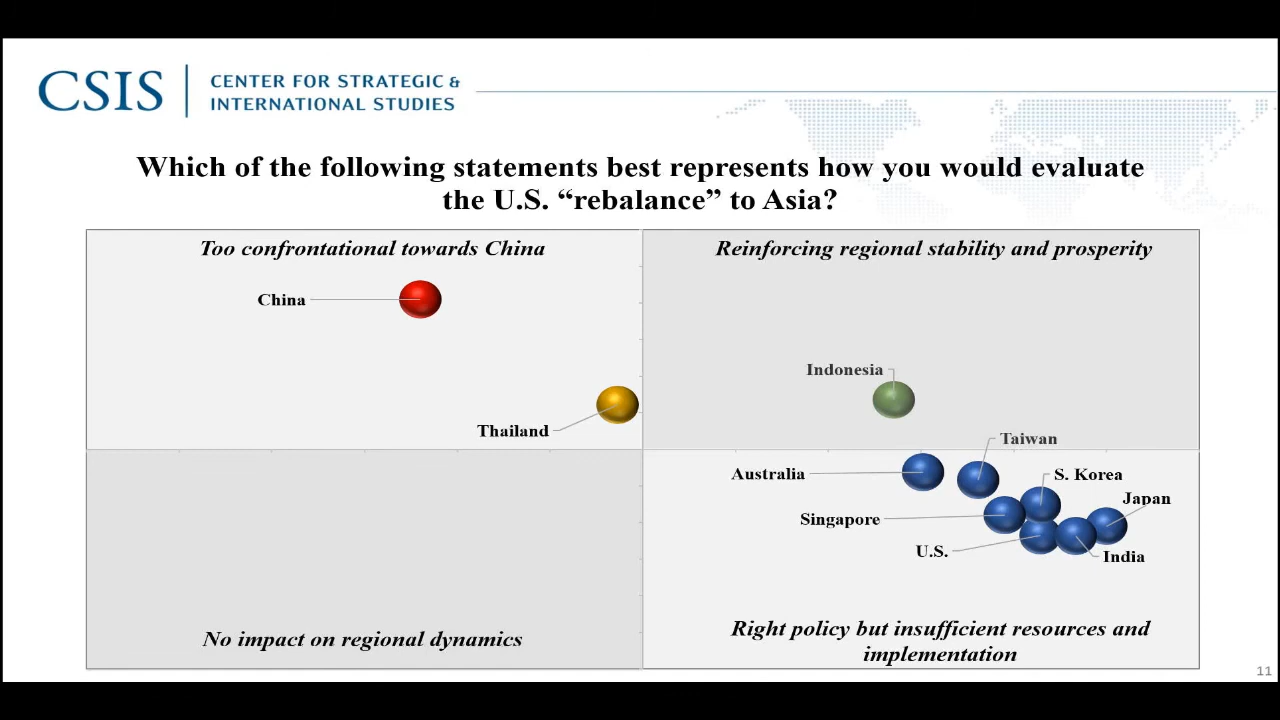 CSIS
CENTER FOR STRATEGIC &
INTERNATIONAL STUDIES
Which of the following statements best represents how you would evaluate
the U.S. “rebalance” to Asia?
Too confrontational towards China
Reinforcing regional stability and prosperity
China
Indonesia
Thailand
Taiwan
Australia
S. Korea
Japan
Singapore
U.S.
India
No impact on regional dynamics
Right policy but insufficient resources and
implementation
11